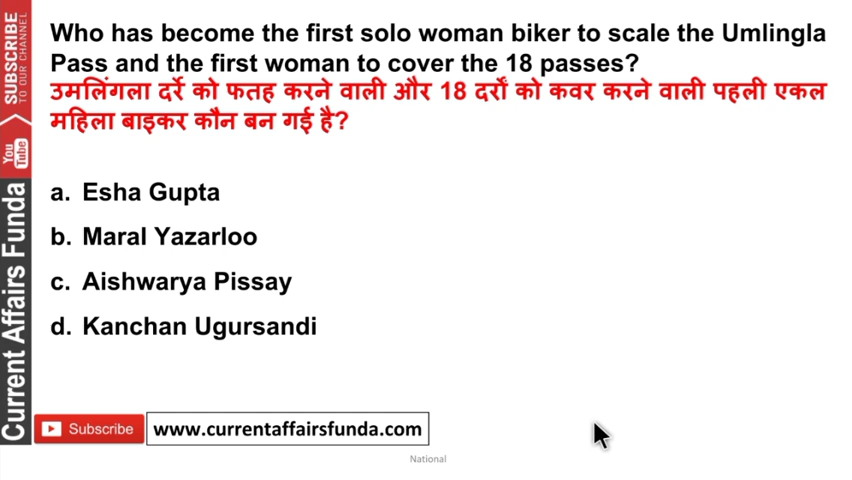 Who has become the first solo woman biker to scale the Umlingla
Pass and the first woman to cover the 18 passes?
उमलिंगला दर्रे को फतह करने वाली और 18 दर्रों को कवर करने वाली पहली एकल
महिला बाइकर कौन बन गई है?
a. Esha Gupta
b. Maral Yazarloo
c. Aishwarya Pissay
d. Kanchan Ugursandi
SUBSCRIBE
TO OUR CHANNEL
You
Tube
Current Affairs Funda
Subscribe
www.currentaffairsfunda.com
National